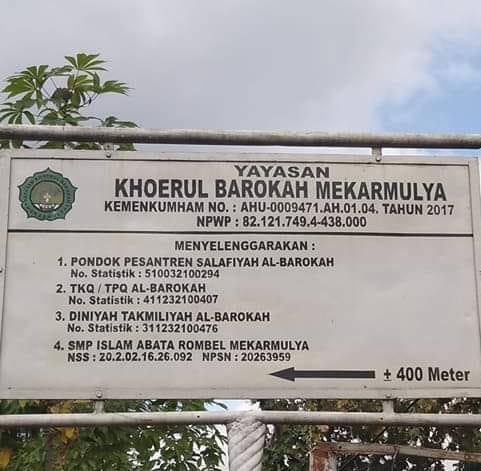 YAYASAN
KHOERUL BAROKAH MEKARMULYA
KEMENKUMHAM NO. : AHU-0009471.AH.01.04. TAHUN 2017
NPWP : 82.121.749.4-438.000
MENYELENGGARAKAN :
1. PONDOK PESANTREN SALAFIYAH AL-BAROKAH
No. Statistik : 510032100294
2. TKQ / TPQ AL-BAROKAH
No. Statistik : 411232100407
3. DINIYAH TAKMILIYAH AL-BAROKAH
No. Statistik : 311232100476
4. SMP ISLAM ABATA ROMBEL MEKARMULYA
NSS : 20.2.02.16.26.092 NPSN : 20263959
± 400 Meter